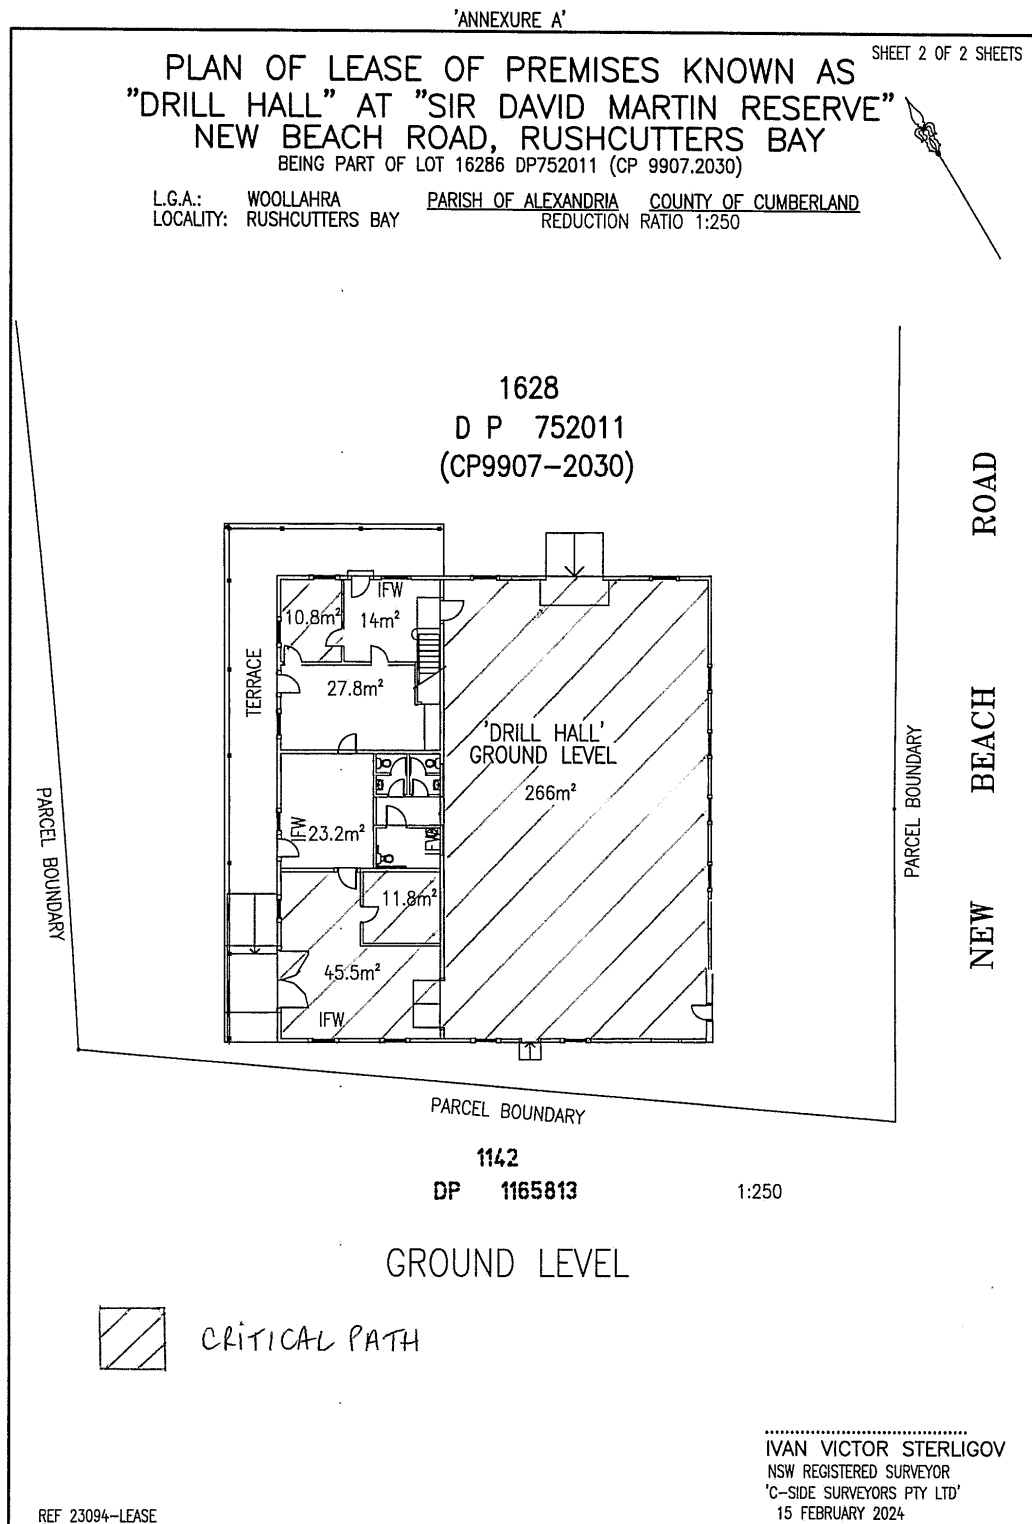 'ANNEXURE A'
SHEET 2 OF 2 SHEETS
PLAN OF LEASE OF PREMISES KNOWN AS
"DRILL HALL" AT "SIR DAVID MARTIN RESERVE"
NEW BEACH ROAD, RUSHCUTTERS BAY
BEING PART OF LOT 16286 DP752011 (CP 9907.2030)
L.G.A.: WOOLLAHRA PARISH OF ALEXANDRIA COUNTY OF CUMBERLAND
LOCALITY: RUSHCUTTERS BAY REDUCTION RATIO 1:250
1628
D P 752011
(CP9907-2030)
NEW BEACH ROAD
IFW
10.8m²
14m²
TERRACE
27.8m²
'DRILL HALL'
GROUND LEVEL
266m²
PARCEL BOUNDARY
PARCEL BOUNDARY
IFW
23.2m²
IFW
11.8m²
45.5m²
IFW
PARCEL BOUNDARY
1142
DP 1165813
1:250
GROUND LEVEL
CRITICAL PATH
IVAN VICTOR STERLIGOV
NSW REGISTERED SURVEYOR
'C-SIDE SURVEYORS PTY LTD'
15 FEBRUARY 2024
REF 23094-LEASE